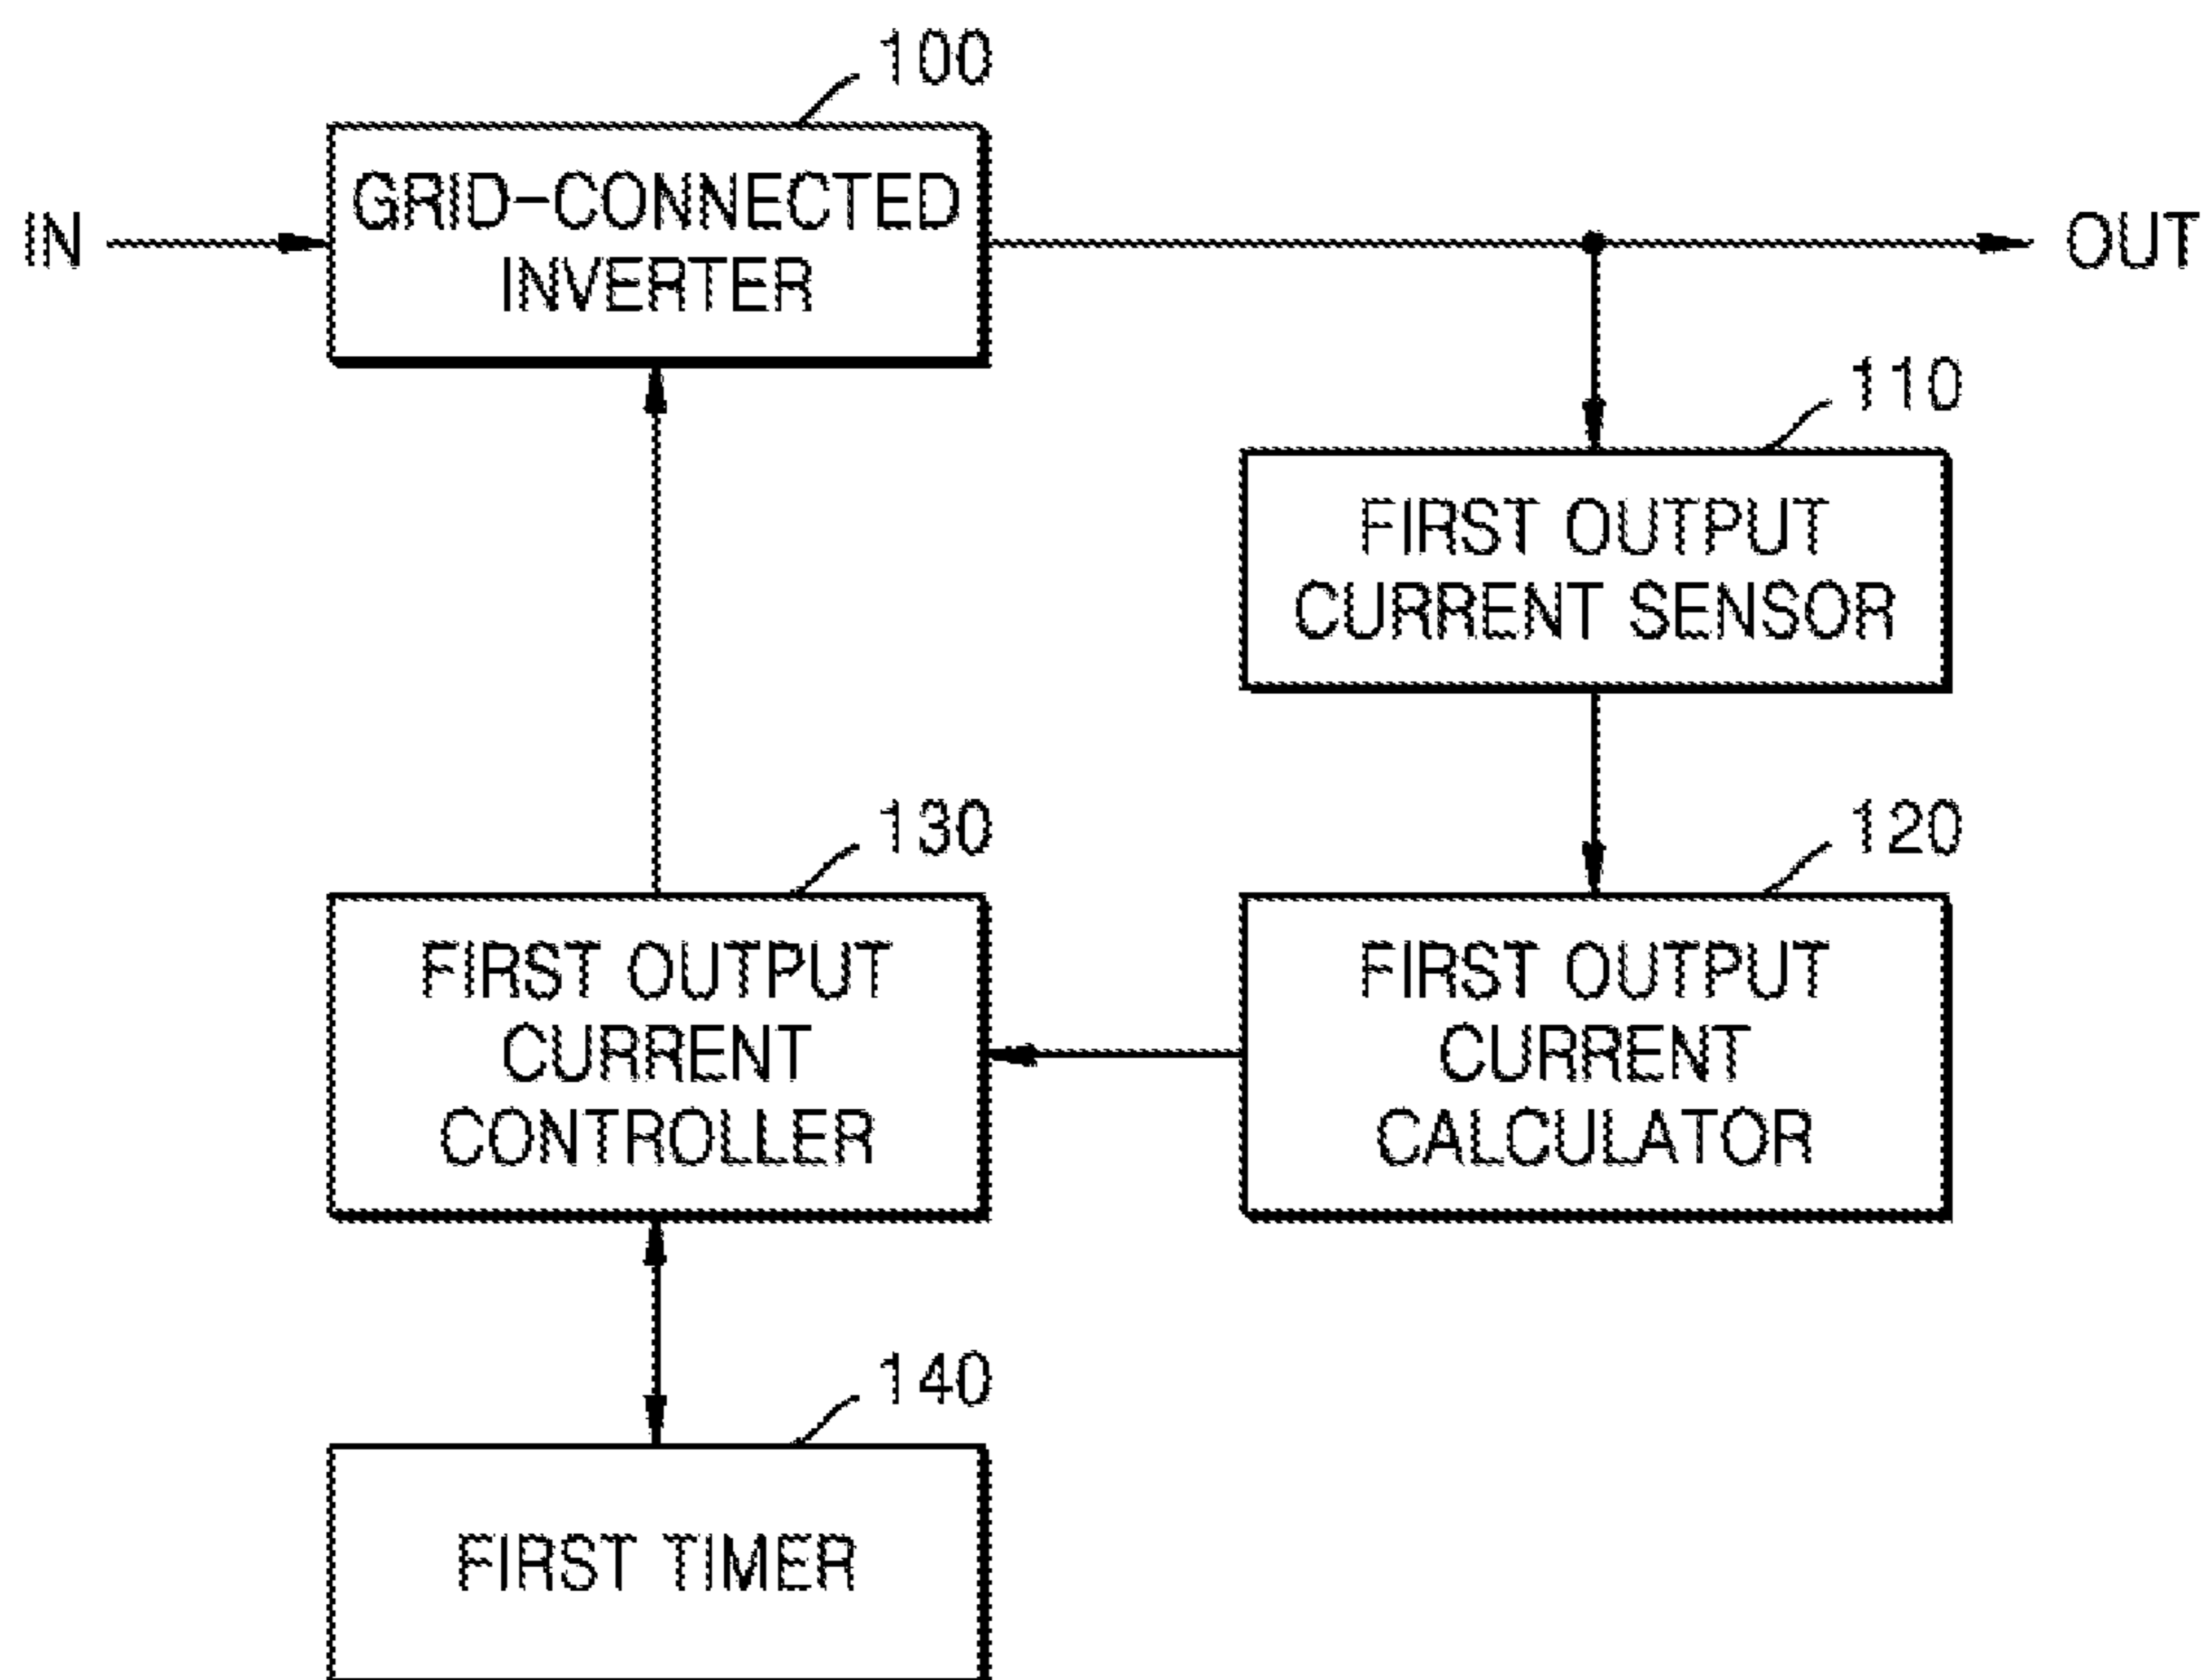 100
GRID-CONNECTED
INVERTER
IN
OUT
110
FIRST OUTPUT
CURRENT SENSOR
130
FIRST OUTPUT
CURRENT
CONTROLLER
120
FIRST OUTPUT
CURRENT
CALCULATOR
140
FIRST TIMER